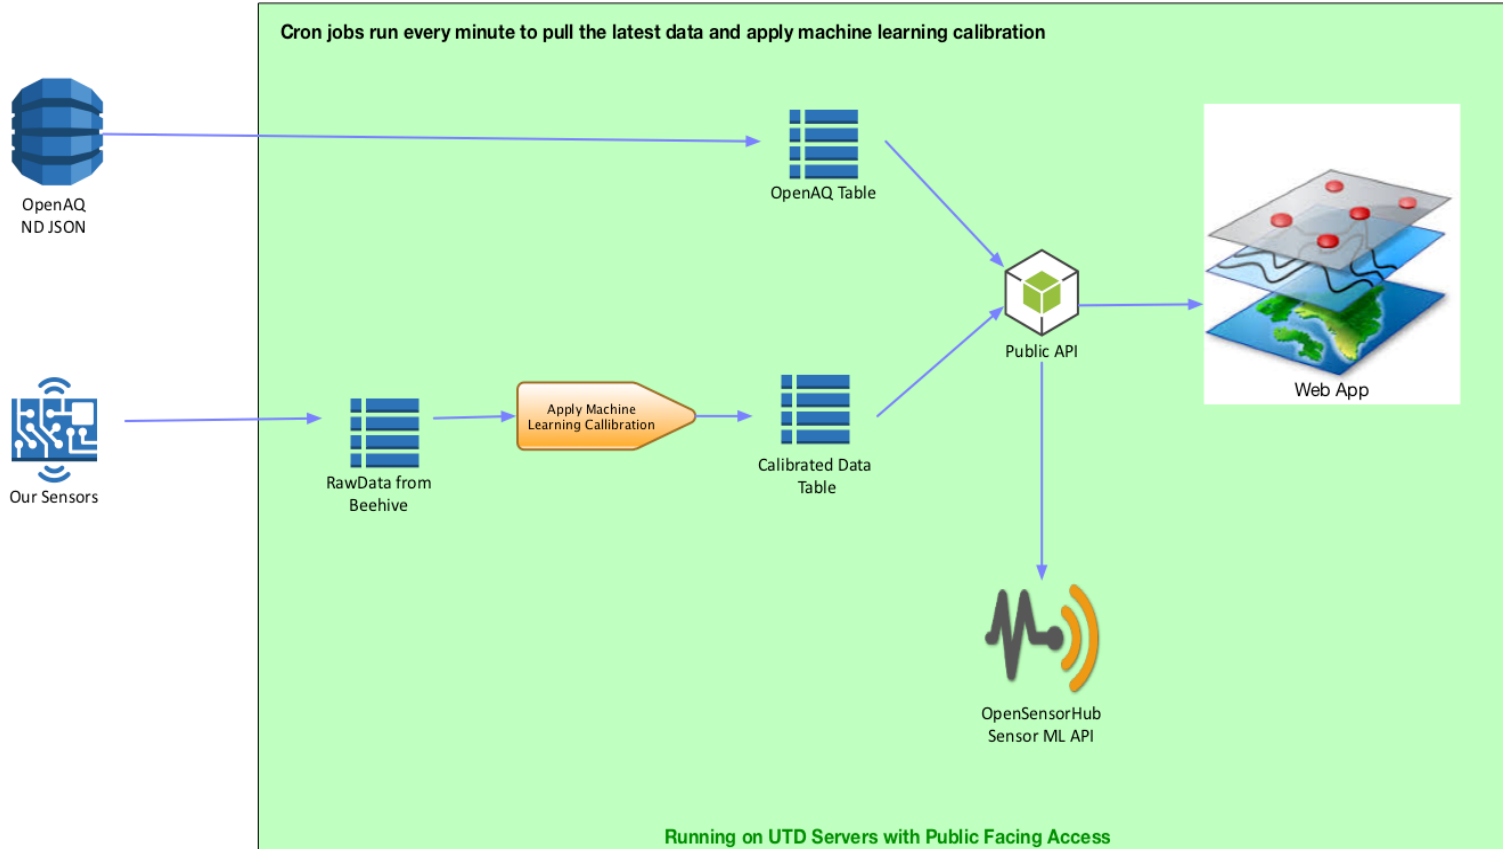 Cron jobs run every minute to pull the latest data and apply machine learning calibration
OpenAQ
ND JSON
OpenAQ Table
Public API
Web App
Our Sensors
RawData from
Beehive
Apply Machine
Learning Callibration
Calibrated Data
Table
OpenSensorHub
Sensor ML API
Running on UTD Servers with Public Facing Access